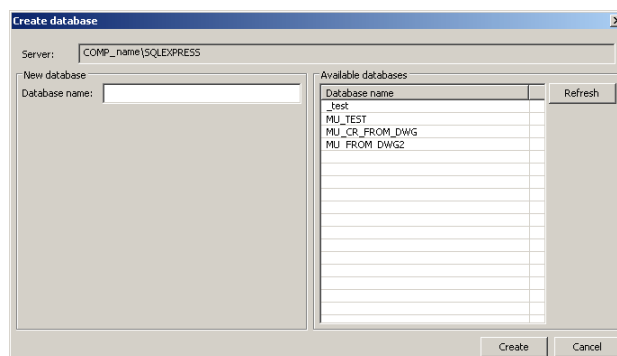 Create database
Server: COMP_name\SQLEXPRESS
New database
Database name:
Available databases
Database name
Refresh
_test
MU_TEST
MU_CR_FROM_DWG
MU_FROM_DWG2
Create Cancel